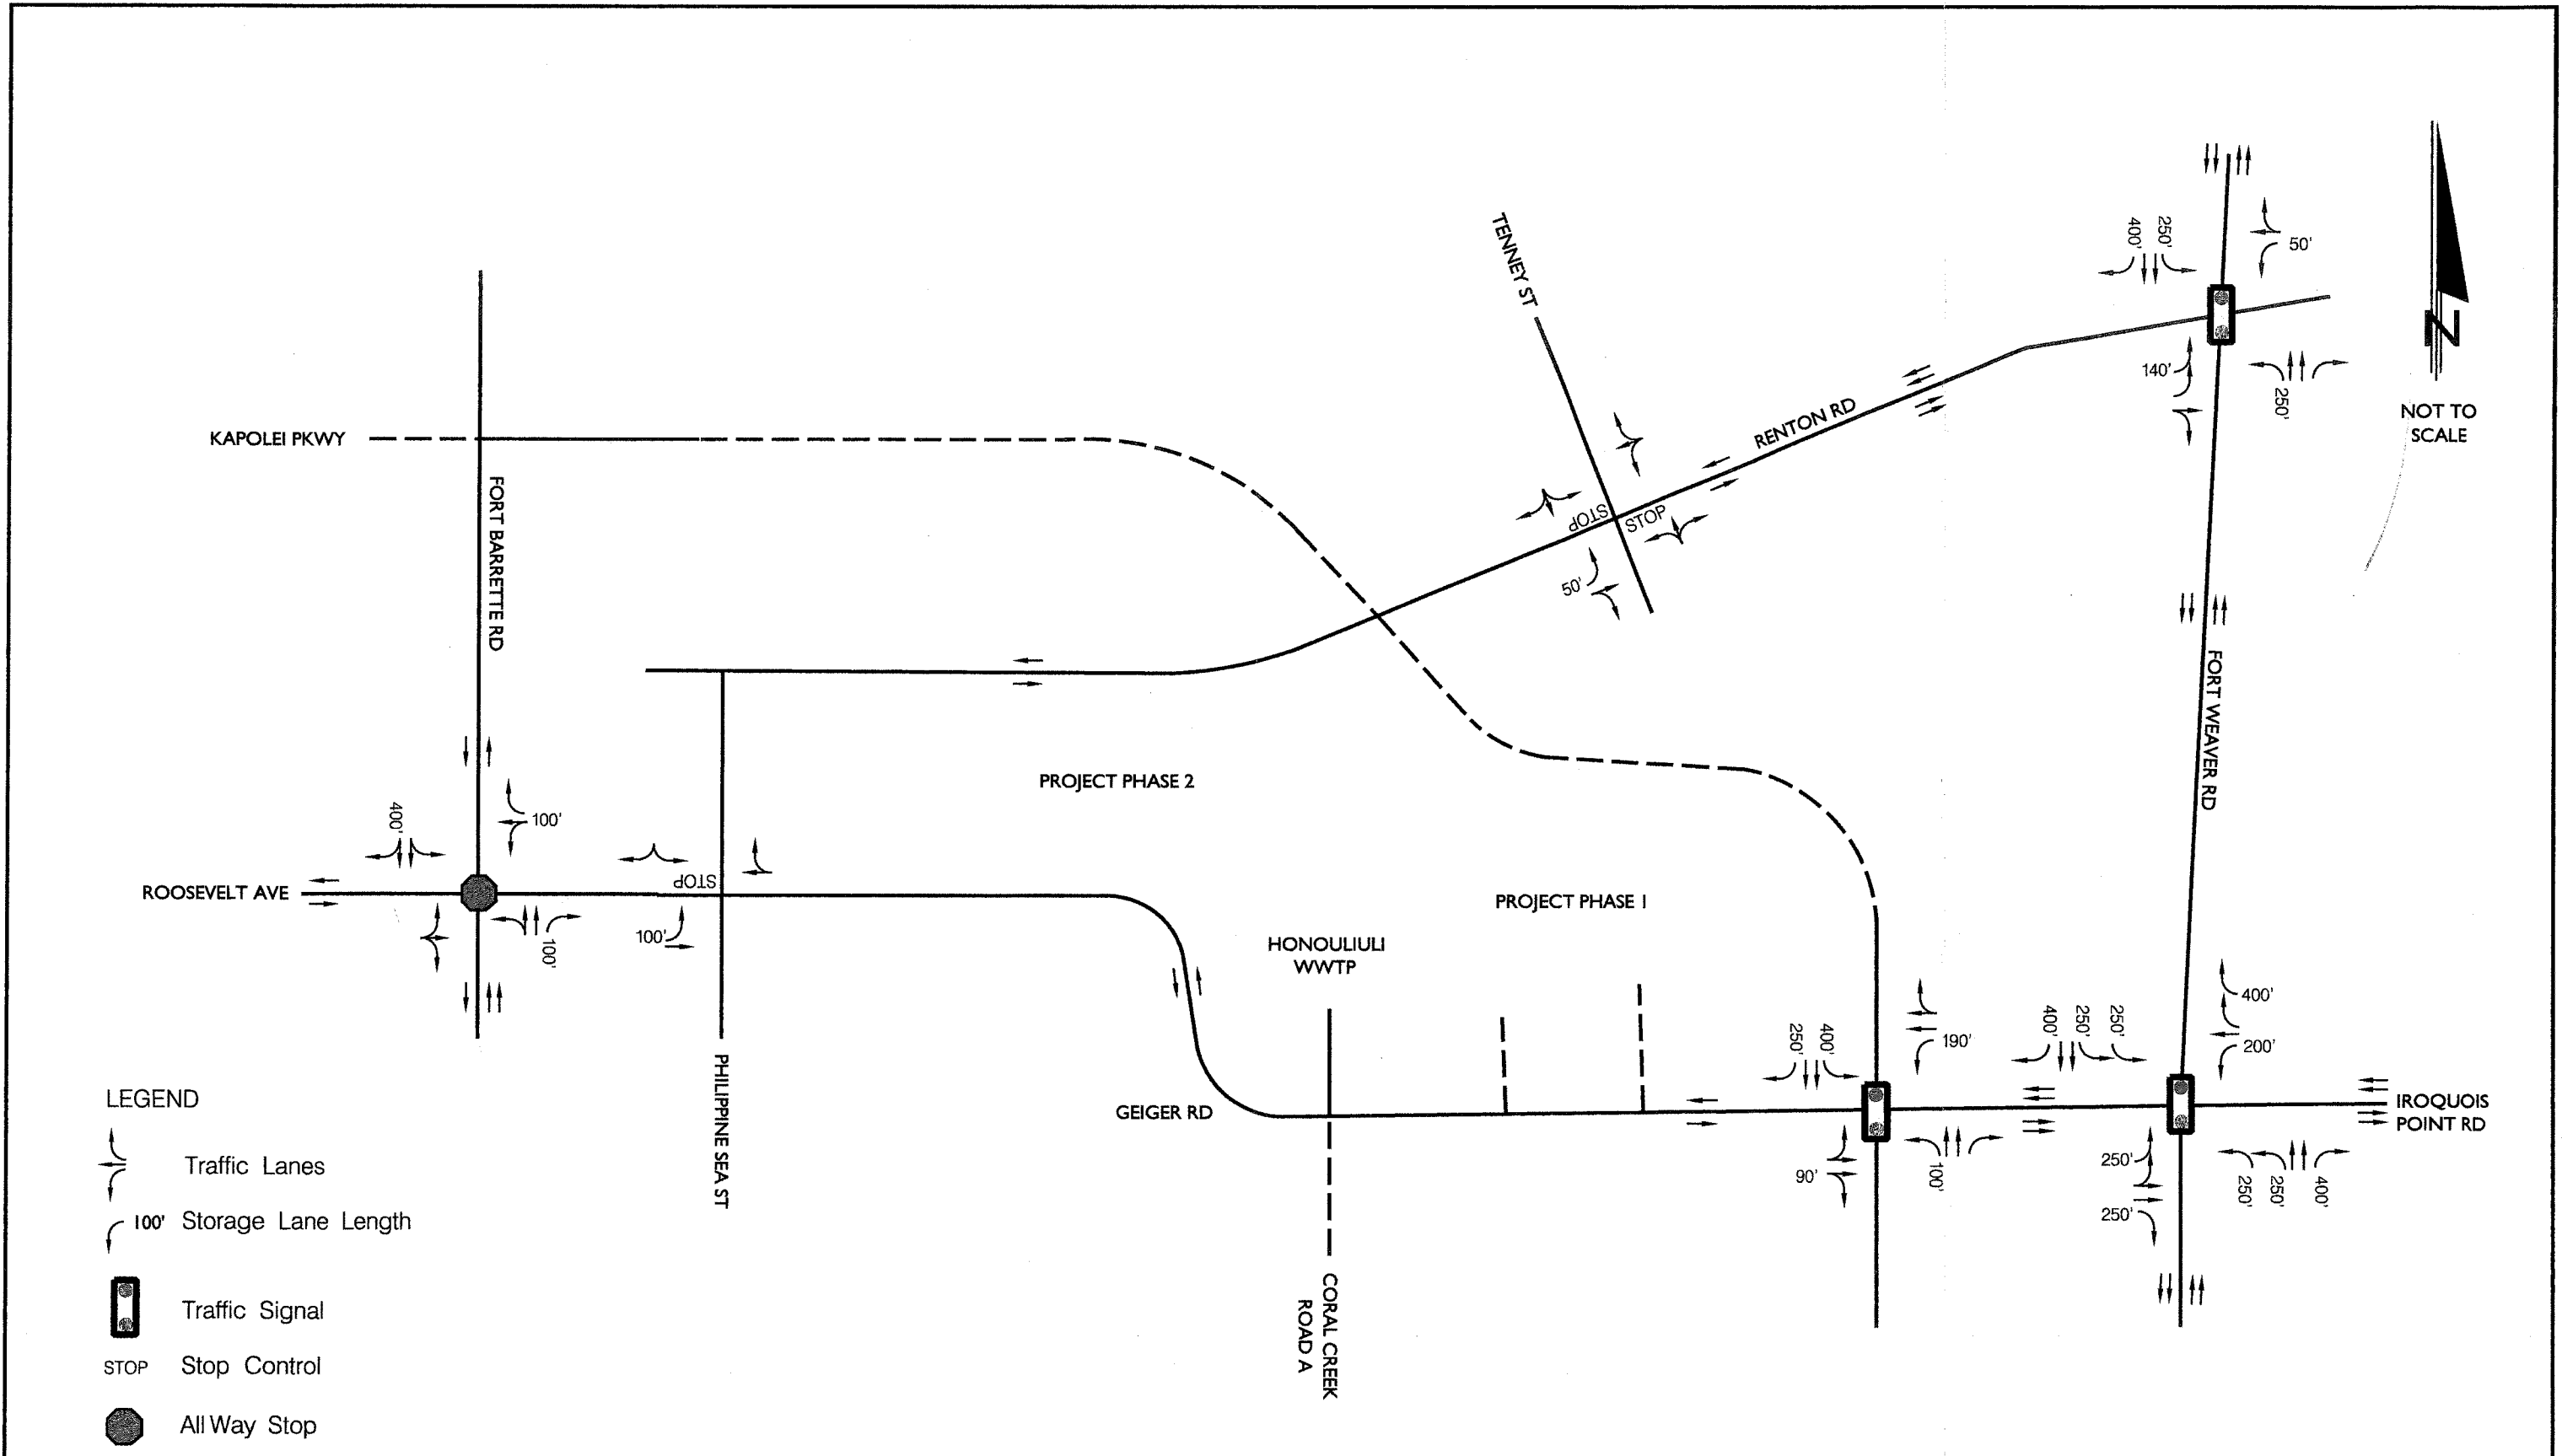 TENNEY ST
400'
250'
50'
140'
250'
N
NOT TO
SCALE
RENTON RD
KAPOLEI PKWY
FORT BARRETTE RD
STOP
STOP
50'
FORT WEAVER RD
PROJECT PHASE 2
PROJECT PHASE 1
400'
100'
ROOSEVELT AVE
STOP
100'
100'
HONOULIULI
WWTP
250'
400'
190'
400'
250'
250'
400'
200'
PHILIPPINE SEA ST
GEIGER RD
IROQUOIS
POINT RD
90'
100'
250'
250'
250'
250'
400'
CORAL CREEK
ROAD A
LEGEND
Traffic Lanes
100' Storage Lane Length
Traffic Signal
STOP Stop Control
All Way Stop